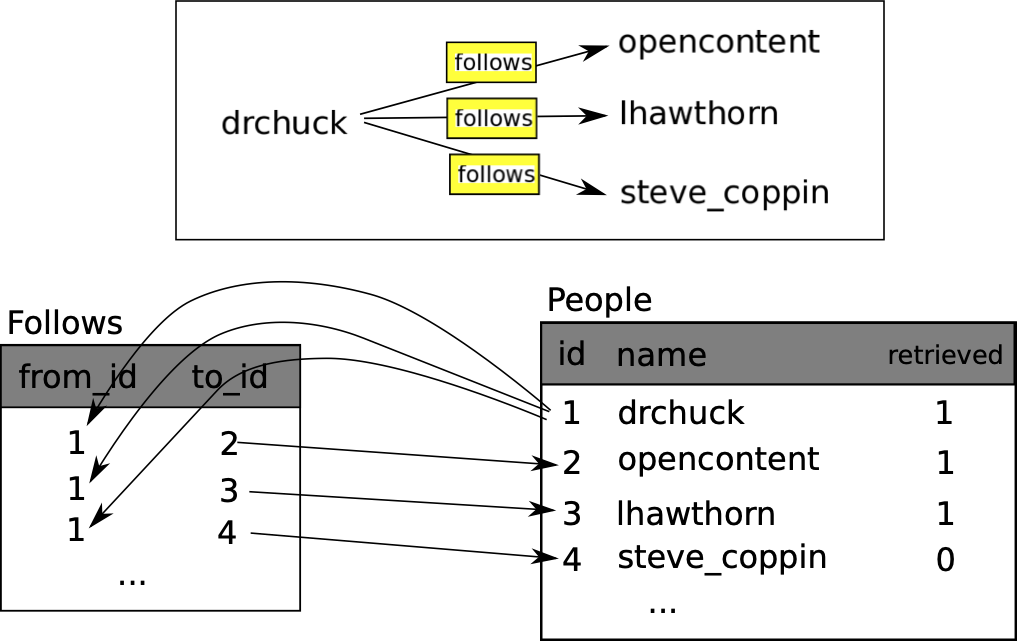 opencontent
follows
drchuck
follows
lhawthorn
follows
steve_coppin
Follows
from_id to_id
1 2
1 3
1 4
...
People
id name retrieved
1 drchuck 1
2 opencontent 1
3 lhawthorn 1
4 steve_coppin 0
...